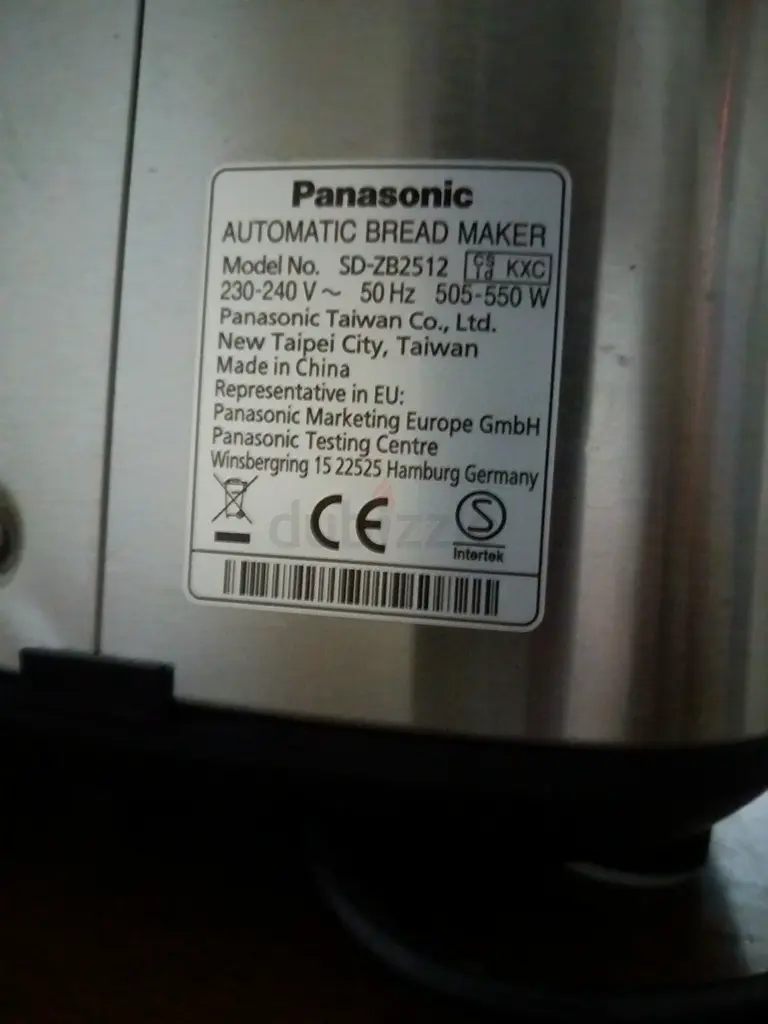 Panasonic
AUTOMATIC BREAD MAKER
Model No. SD-ZB2512 KXC
230-240 V ~ 50 Hz 505-550 W
Panasonic Taiwan Co., Ltd.
New Taipei City, Taiwan
Made in China
Representative in EU:
Panasonic Marketing Europe GmbH
Panasonic Testing Centre
Winsbergring 15 22525 Hamburg Germany
dubizzle
CE
S
Intertek